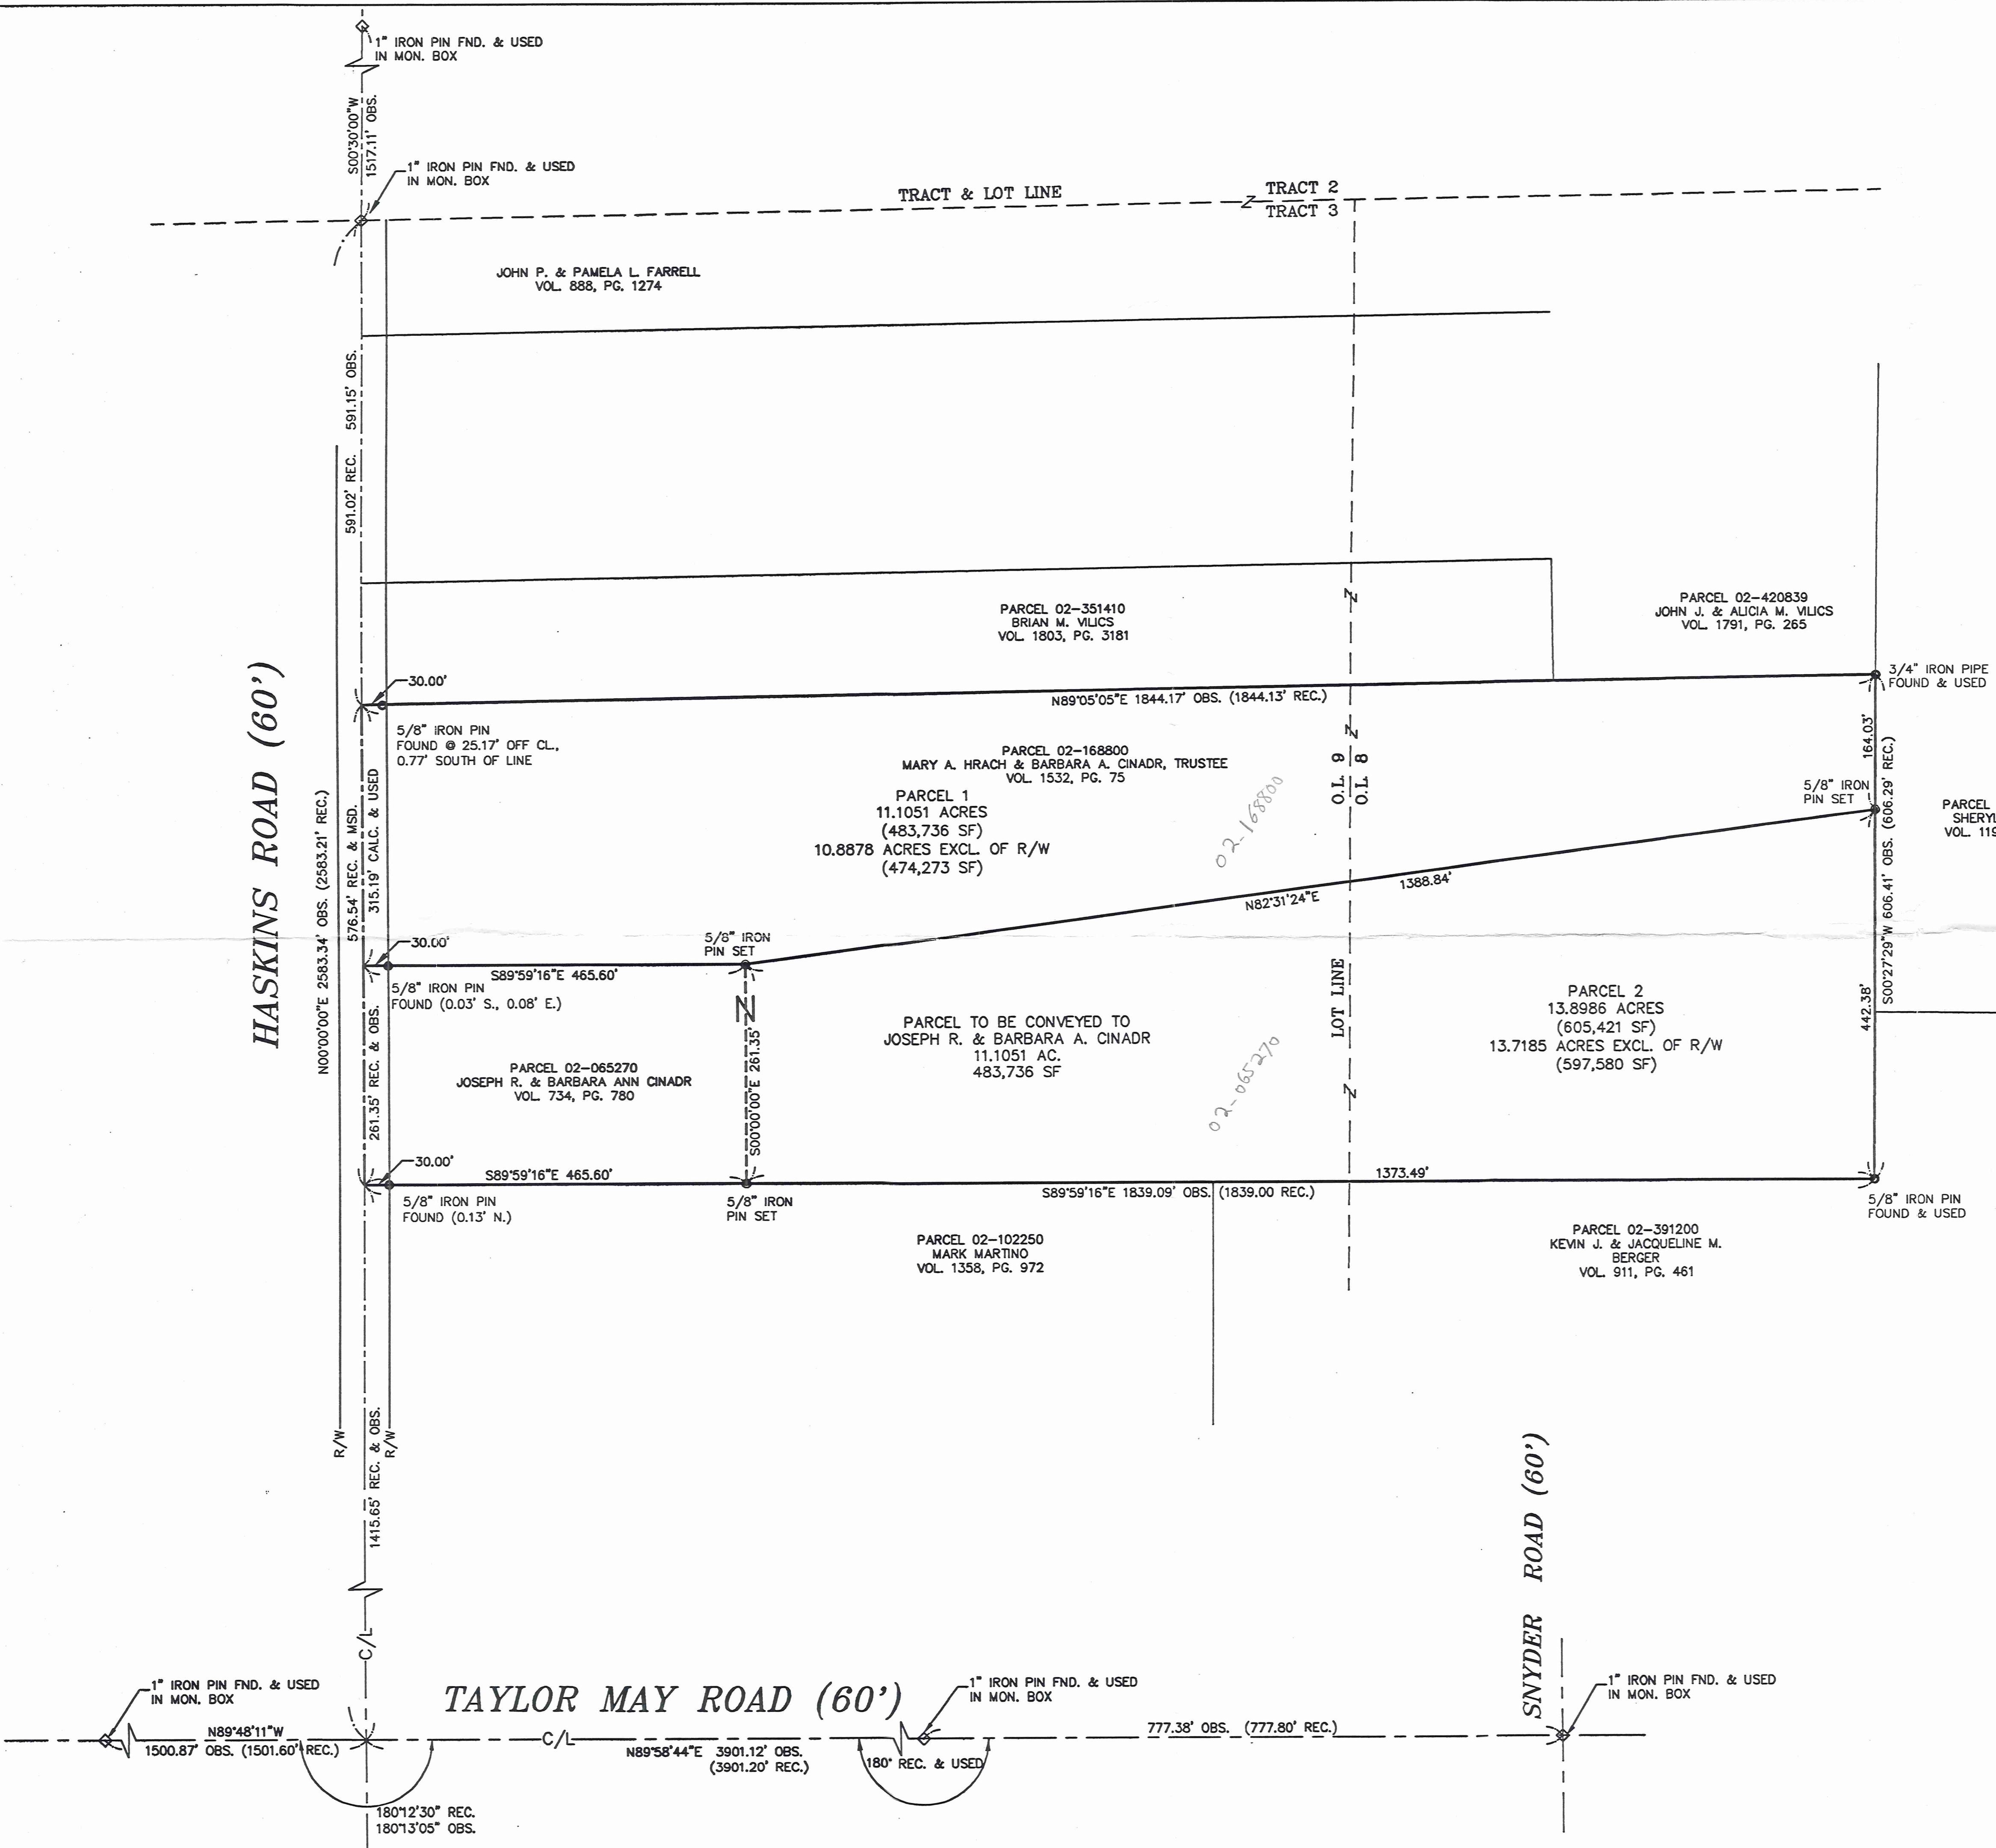 1" IRON PIN FND. & USED
IN MON. BOX
S00°30'00"W
1517.11' OBS.
1" IRON PIN FND. & USED
IN MON. BOX
TRACT & LOT LINE
TRACT 2
TRACT 3
JOHN P. & PAMELA L. FARRELL
VOL. 888, PG. 1274
591.15' OBS.
591.02' REC.
PARCEL 02-351410
BRIAN M. VILICS
VOL. 1803, PG. 3181
PARCEL 02-420839
JOHN J. & ALICIA M. VILICS
VOL. 1791, PG. 265
30.00'
N89°05'05"E 1844.17' OBS. (1844.13' REC.)
3/4" IRON PIPE
FOUND & USED
5/8" IRON PIN
FOUND @ 25.17' OFF CL.,
0.77' SOUTH OF LINE
HASKINS ROAD (60')
N00°00'00"E 2583.34' OBS. (2583.21' REC.)
576.54' REC. & MSD.
315.19' CALC. & USED
PARCEL 02-168800
MARY A. HRACH & BARBARA A. CINADR, TRUSTEE
VOL. 1532, PG. 75
PARCEL 1
11.1051 ACRES
(483,736 SF)
10.8878 ACRES EXCL. OF R/W
(474,273 SF)
02-168800
O.L. 9
O.L. 8
164.03'
S00°27'29"W 606.41' OBS. (606.29' REC.)
5/8" IRON
PIN SET
PARCEL
SHERYL
VOL. 119
N82°31'24"E
1388.84'
30.00'
5/8" IRON
PIN SET
S89°59'16"E 465.60'
5/8" IRON PIN
FOUND (0.03' S., 0.08' E.)
N
261.35' REC. & OBS.
S00°00'00"E 261.35'
PARCEL TO BE CONVEYED TO
JOSEPH R. & BARBARA A. CINADR
11.1051 AC.
483,736 SF
LOT LINE
PARCEL 2
13.8986 ACRES
(605,421 SF)
13.7185 ACRES EXCL. OF R/W
(597,580 SF)
442.38'
PARCEL 02-065270
JOSEPH R. & BARBARA ANN CINADR
VOL. 734, PG. 780
02-065270
30.00'
S89°59'16"E 465.60'
1373.49'
S89°59'16"E 1839.09' OBS. (1839.00 REC.)
5/8" IRON PIN
FOUND (0.13' N.)
5/8" IRON
PIN SET
5/8" IRON PIN
FOUND & USED
PARCEL 02-102250
MARK MARTINO
VOL. 1358, PG. 972
PARCEL 02-391200
KEVIN J. & JACQUELINE M.
BERGER
VOL. 911, PG. 461
R/W
1415.65' REC. & OBS.
R/W
C/L
SNYDER ROAD (60')
1" IRON PIN FND. & USED
IN MON. BOX
TAYLOR MAY ROAD (60')
1" IRON PIN FND. & USED
IN MON. BOX
1" IRON PIN FND. & USED
IN MON. BOX
N89°48'11"W
1500.87' OBS. (1501.60' REC.)
C/L
N89°58'44"E 3901.12' OBS.
(3901.20' REC.)
180° REC. & USED
777.38' OBS. (777.80' REC.)
180°12'30" REC.
180°13'05" OBS.